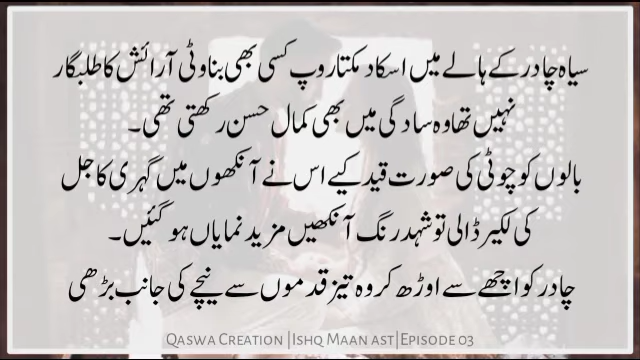 سیاہ چادر کے ہالے میں اسکا دمکتا روپ کسی بھی بناوٹی آرائش کا طلبگار
نہیں تھا وہ سادگی میں بھی کمال حسن رکھتی تھی۔
بالوں کو چوٹی کی صورت قید کیے اس نے آنکھوں میں گہری کاجل
کی لکیر ڈالی تو شہد رنگ آنکھیں مزید نمایاں ہو گئیں۔
چادر کو اچھے سے اوڑھ کر وہ تیز قدموں سے نیچے کی جانب بڑھی
Qaswa Creation |Ishq Maan ast|Episode 03